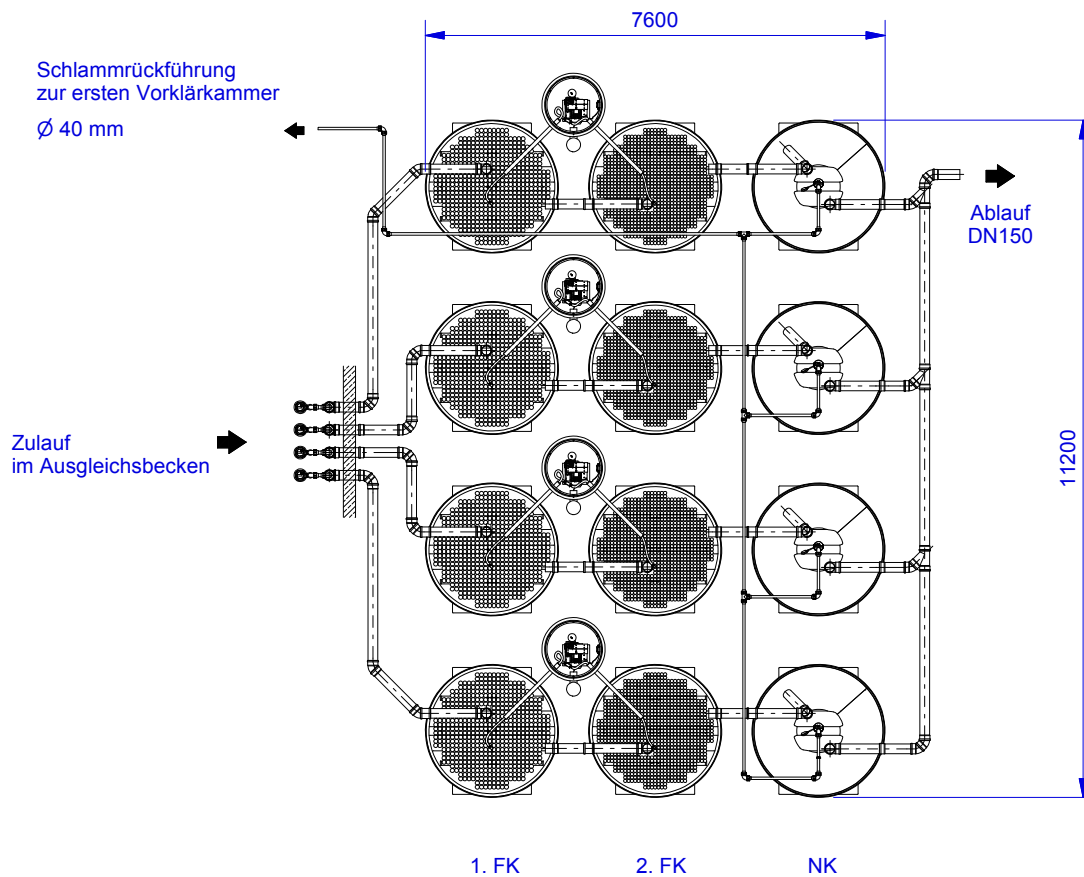 7600
Schlammrückführung
zur ersten Vorklärkammer
Ø 40 mm
Ablauf
DN150
Zulauf
im Ausgleichsbecken
11200
1. FK 2. FK NK